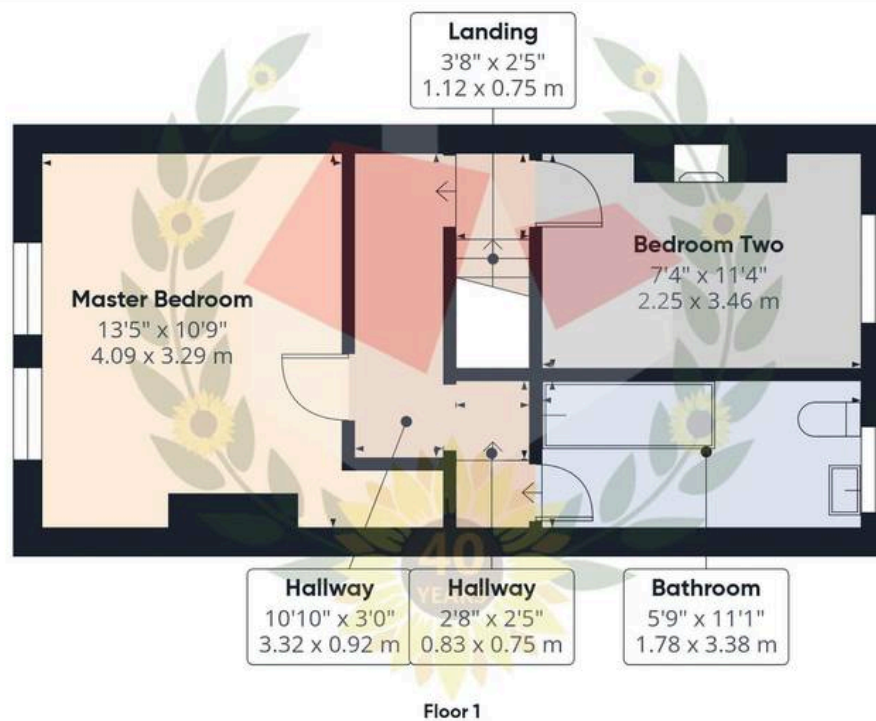 Landing
3'8" x 2'5"
1.12 x 0.75 m
Master Bedroom
13'5" x 10'9"
4.09 x 3.29 m
Bedroom Two
7'4" x 11'4"
2.25 x 3.46 m
40
YEARS
Hallway
10'10" x 3'0"
3.32 x 0.92 m
Hallway
2'8" x 2'5"
0.83 x 0.75 m
Bathroom
5'9" x 11'1"
1.78 x 3.38 m
Floor 1